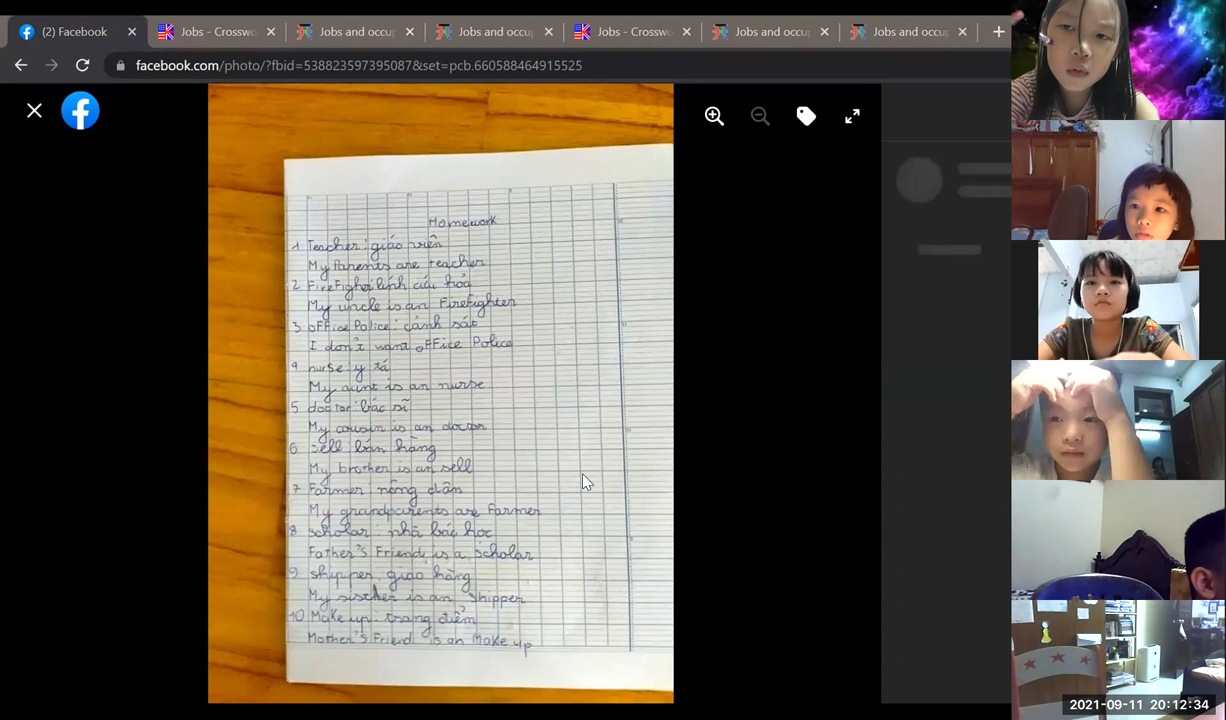 (2) Facebook
Jobs - Crossw
Jobs and occu
Jobs and occu
Jobs - Crossw
Jobs and occu
Jobs and occu
facebook.com/photo/?fbid=538823597395087&set=pcb.660588464915525
Homework
1 Teacher: giáo viên
My Parents are teacher
2 FireFigher lính cứu hỏa
My uncle is an FireFighter
3 oFFice Police: cảnh sát
I don't want oFFice Police
4 nurse y tá
My aunt is an nurse
5 doctor bác sĩ
My cousin is an doctor
6 Sell bán hàng
My brother is an sell
7 Farmer nông dân
My grandparents are Farmer
8 scholar: nhà bác học
Father's Friend is a scholar
9 shipper giao hàng
My is an shipper
10 Make up: trang điểm
Mother's Friend is an Make up
2021-09-11 20:12:34